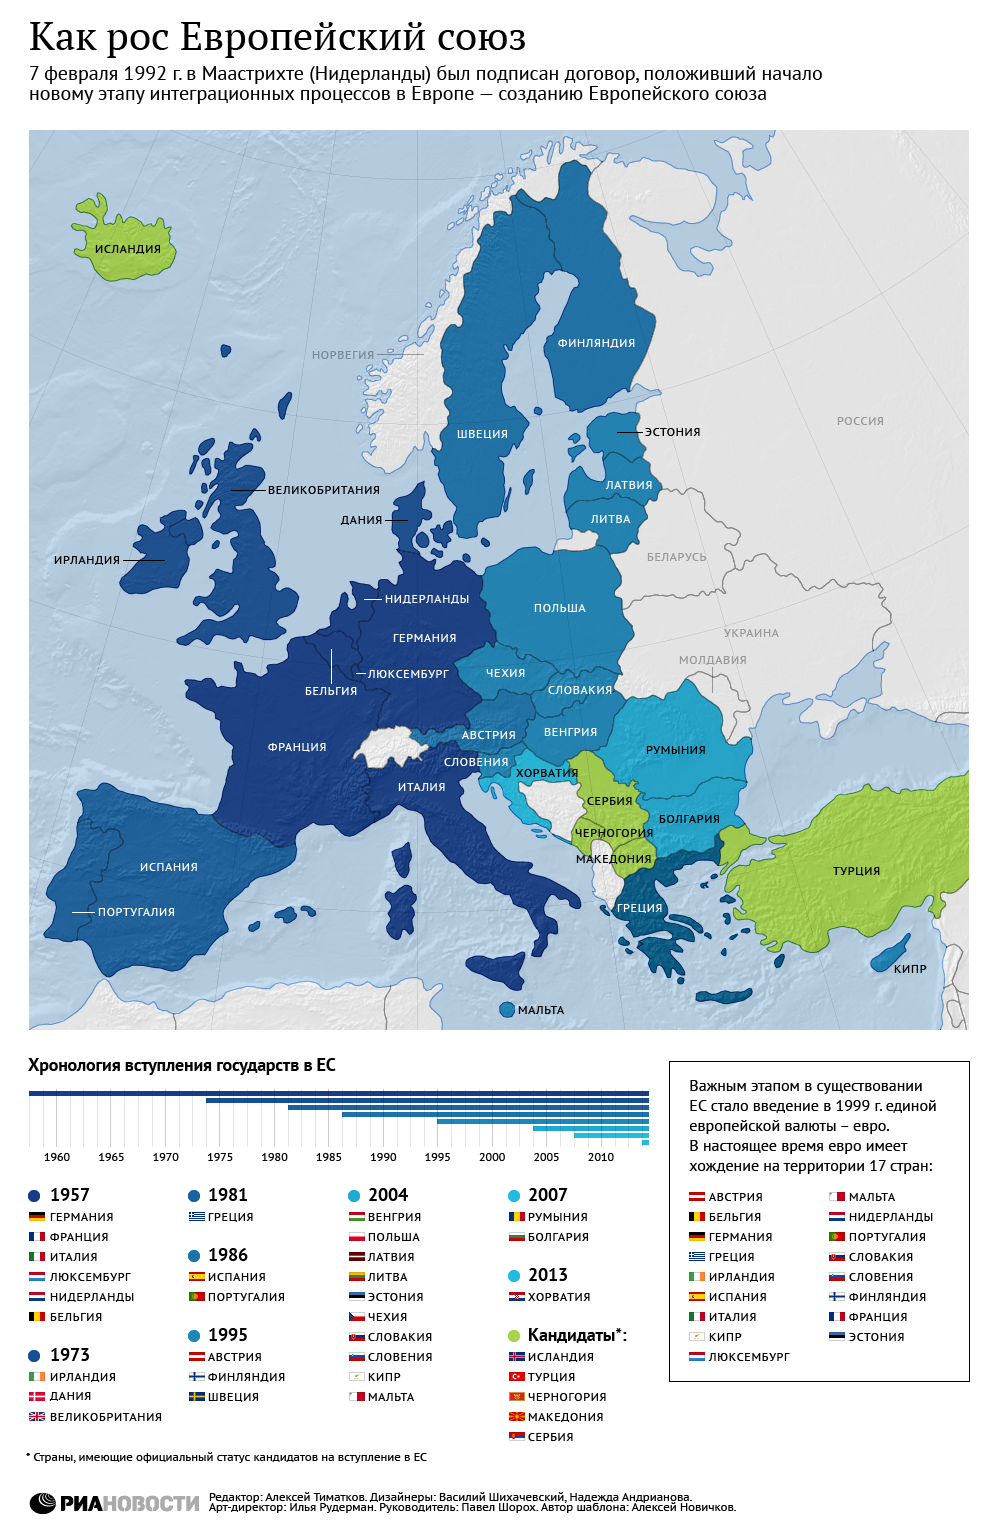 Как рос Европейский союз
7 февраля 1992 г. в Маастрихте (Нидерланды) был подписан договор, положивший начало
новому этапу интеграционных процессов в Европе — созданию Европейского союза
ИСЛАНДИЯ
НОРВЕГИЯ
ФИНЛЯНДИЯ
РОССИЯ
ШВЕЦИЯ
ЭСТОНИЯ
ВЕЛИКОБРИТАНИЯ
ЛАТВИЯ
ДАНИЯ
ЛИТВА
ИРЛАНДИЯ
БЕЛАРУСЬ
НИДЕРЛАНДЫ
ПОЛЬША
ГЕРМАНИЯ
УКРАИНА
МОЛДАВИЯ
ЛЮКСЕМБУРГ
ЧЕХИЯ
БЕЛЬГИЯ
СЛОВАКИЯ
АВСТРИЯ
ВЕНГРИЯ
ФРАНЦИЯ
РУМЫНИЯ
СЛОВЕНИЯ
ХОРВАТИЯ
ИТАЛИЯ
СЕРБИЯ
БОЛГАРИЯ
ЧЕРНОГОРИЯ
МАКЕДОНИЯ
ИСПАНИЯ
ТУРЦИЯ
ПОРТУГАЛИЯ
ГРЕЦИЯ
КИПР
МАЛЬТА
Хронология вступления государств в ЕС
1960 1965 1970 1975 1980 1985 1990 1995 2000 2005 2010
1957
ГЕРМАНИЯ
ФРАНЦИЯ
ИТАЛИЯ
ЛЮКСЕМБУРГ
НИДЕРЛАНДЫ
БЕЛЬГИЯ
1973
ИРЛАНДИЯ
ДАНИЯ
ВЕЛИКОБРИТАНИЯ
1981
ГРЕЦИЯ
1986
ИСПАНИЯ
ПОРТУГАЛИЯ
1995
АВСТРИЯ
ФИНЛЯНДИЯ
ШВЕЦИЯ
2004
ВЕНГРИЯ
ПОЛЬША
ЛАТВИЯ
ЛИТВА
ЭСТОНИЯ
ЧЕХИЯ
СЛОВАКИЯ
СЛОВЕНИЯ
КИПР
МАЛЬТА
2007
РУМЫНИЯ
БОЛГАРИЯ
2013
ХОРВАТИЯ
Кандидаты*:
ИСЛАНДИЯ
ТУРЦИЯ
ЧЕРНОГОРИЯ
МАКЕДОНИЯ
СЕРБИЯ
Важным этапом в существовании
ЕС стало введение в 1999 г. единой
европейской валюты – евро.
В настоящее время евро имеет
хождение на территории 17 стран:
АВСТРИЯ
БЕЛЬГИЯ
ГЕРМАНИЯ
ГРЕЦИЯ
ИРЛАНДИЯ
ИСПАНИЯ
ИТАЛИЯ
КИПР
ЛЮКСЕМБУРГ
МАЛЬТА
НИДЕРЛАНДЫ
ПОРТУГАЛИЯ
СЛОВАКИЯ
СЛОВЕНИЯ
ФИНЛЯНДИЯ
ФРАНЦИЯ
ЭСТОНИЯ
* Страны, имеющие официальный статус кандидатов на вступление в ЕС
РИАНОВОСТИ
Редактор: Алексей Тиматков. Дизайнеры: Василий Шихачевский, Надежда Андрианова.
Арт-директор: Илья Рудерман. Руководитель: Павел Шорох. Автор шаблона: Алексей Новичков.